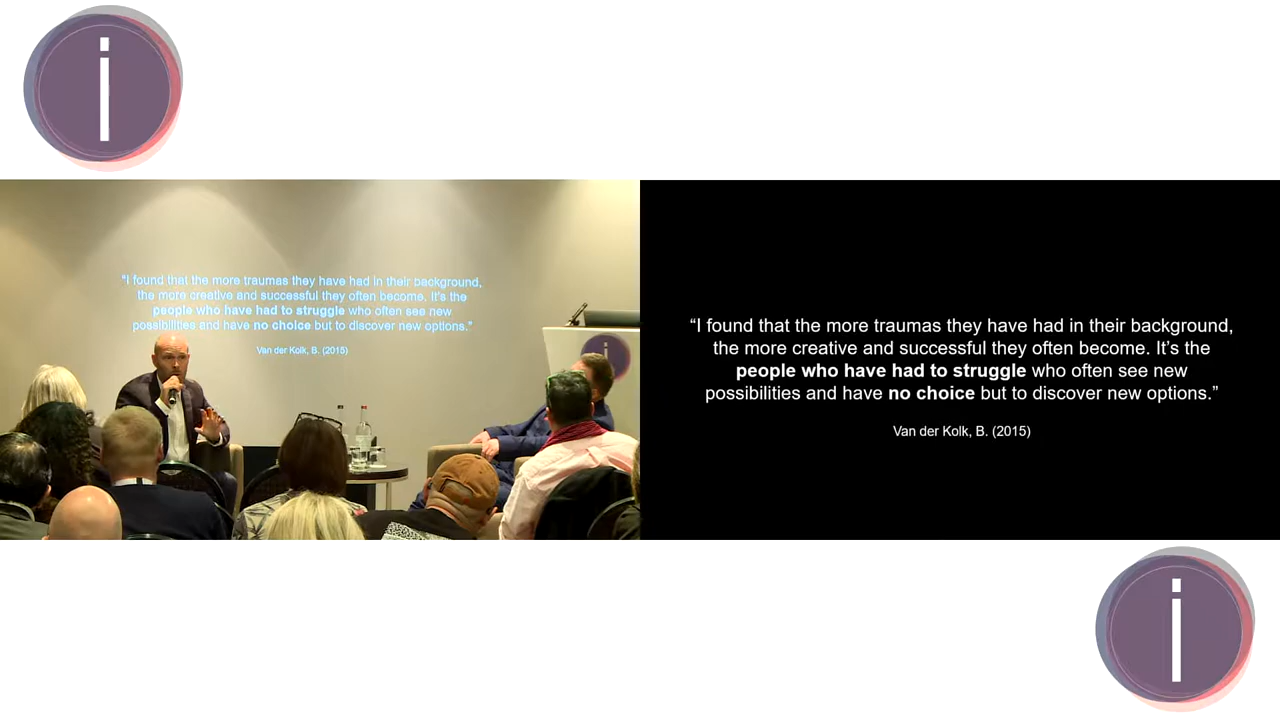 i
“I found that the more traumas they have had in their background,
the more creative and successful they often become. It’s the
people who have had to struggle who often see new
possibilities and have no choice but to discover new options.”
Van der Kolk, B. (2015)
“I found that the more traumas they have had in their background,
the more creative and successful they often become. It’s the
people who have had to struggle who often see new
possibilities and have no choice but to discover new options.”
Van der Kolk, B. (2015)
i
i